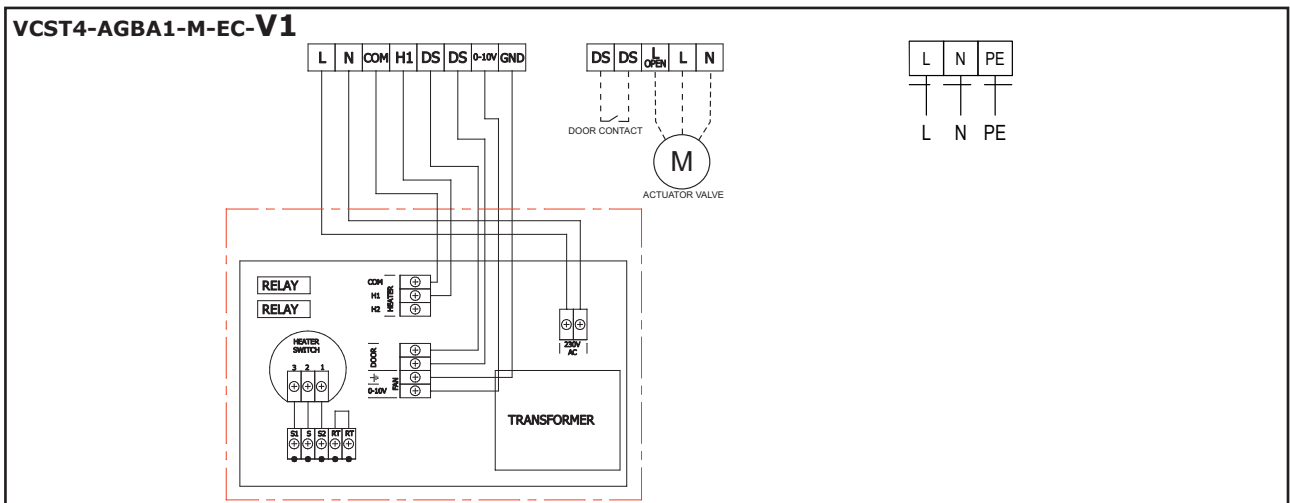 VCST4-AGBA1-M-EC-V1
L N COM H1 DS DS 0-10V GND
DS DS L OPEN L N
L N PE
DOOR CONTACT
L N PE
M
ACTUATOR VALVE
RELAY
RELAY
COM
H1
H2
HEATER
HEATER
SWITCH
3 2 1
DOOR
FAN
0-10V
230V
AC
TRANSFORMER
S1 S S2 RT RT